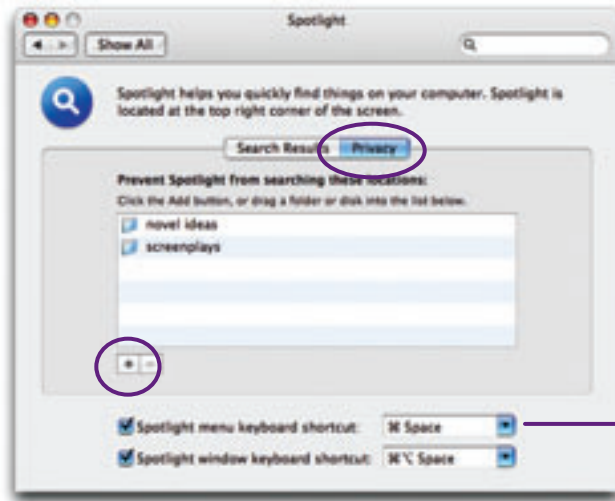 Spotlight
Show All
Spotlight helps you quickly find things on your computer. Spotlight is
located at the top right corner of the screen.
Search Results Privacy
Prevent Spotlight from searching these locations:
Click the Add button, or drag a folder or disk into the list below.
novel ideas
screenplays
+ −
Spotlight menu keyboard shortcut: ⌘ Space
Spotlight window keyboard shortcut: ⌘⌥ Space